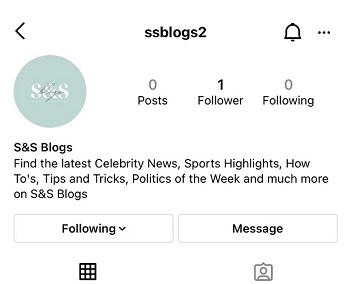 ssblogs2
S&S
0 1 0
Posts Follower Following
S&S Blogs
Find the latest Celebrity News, Sports Highlights, How
To's, Tips and Tricks, Politics of the Week and much more
on S&S Blogs
Following Message